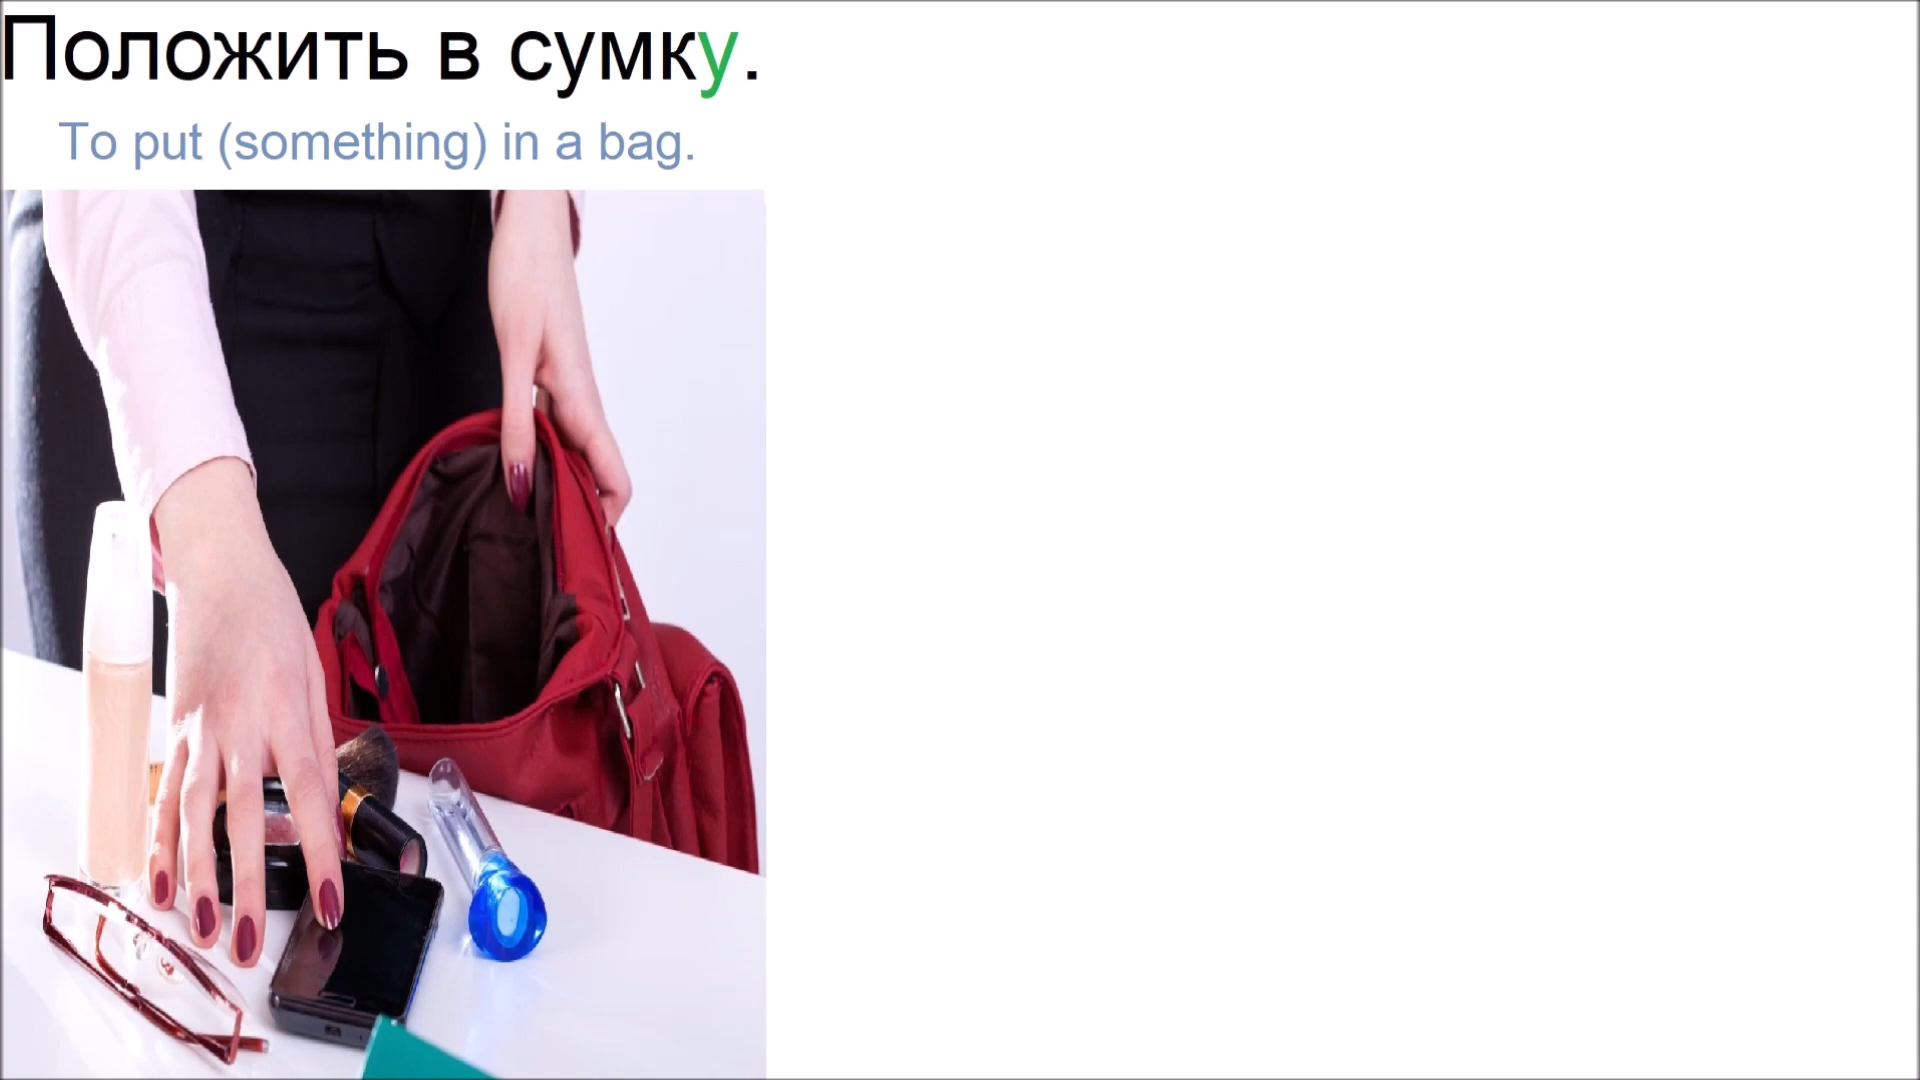 Положить в сумку.
To put (something) in a bag.